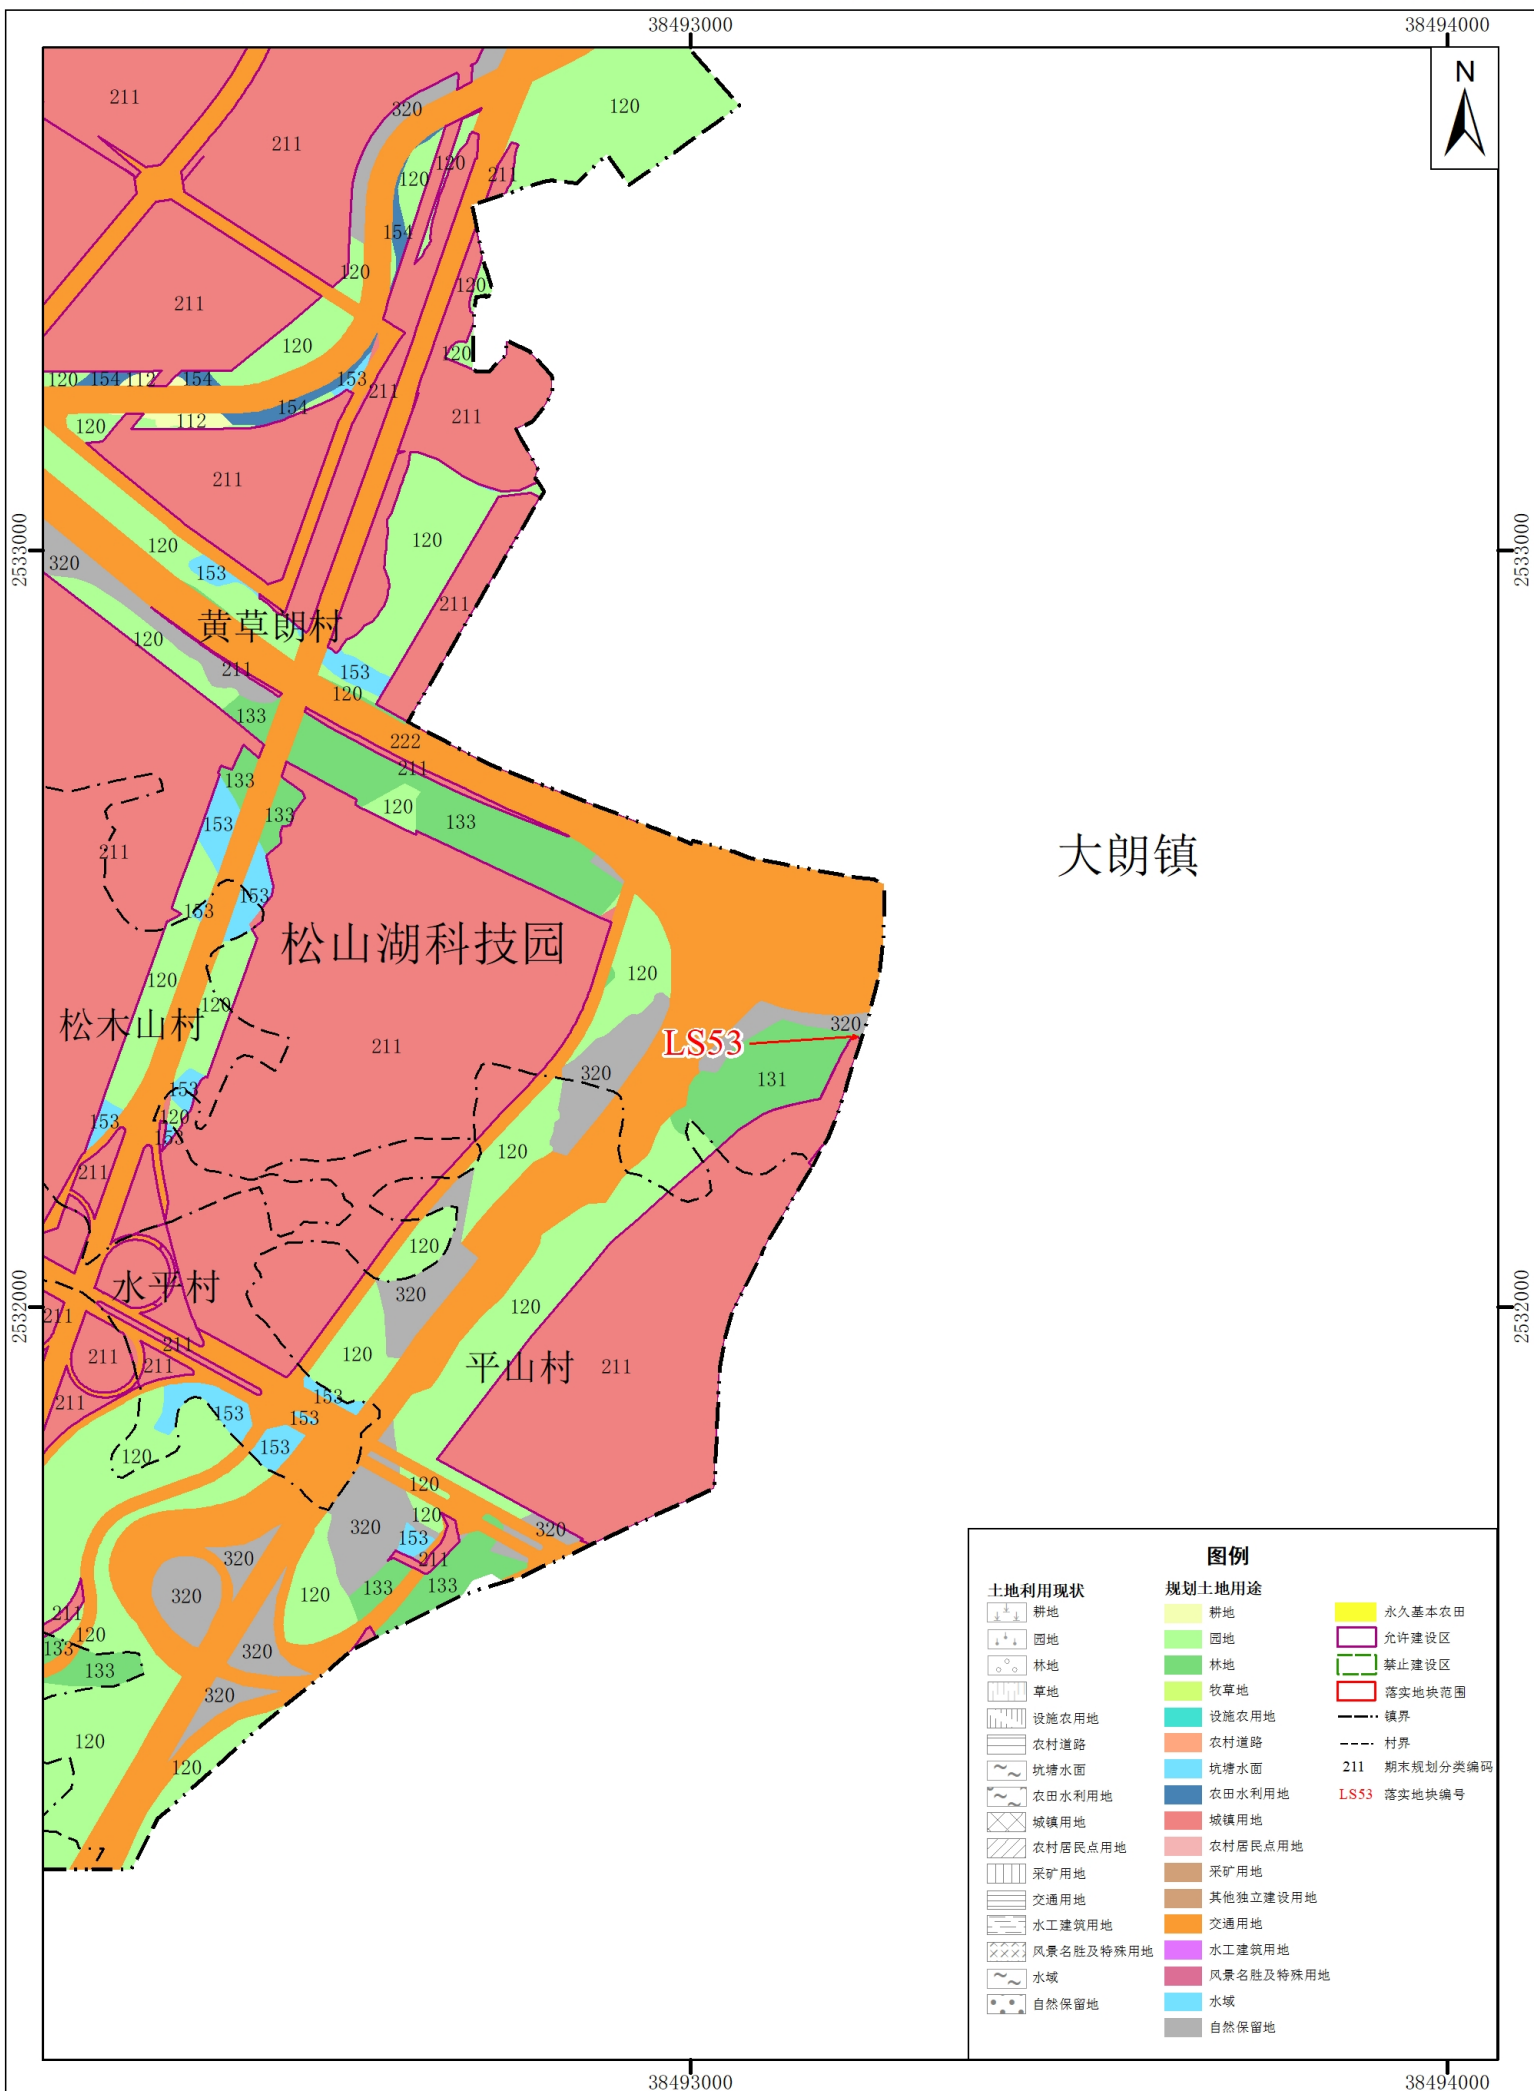 38493000
38494000
N
211
120
320
211
120
120
211
154
120
120
211
120
120
153
120
154
112
154
211
154
211
112
120
211
2533000
2533000
120
120
320
153
211
黄草朗村
120
211
153
120
133
222
211
133
120
133
133
153
211
大朗镇
153
153
松山湖科技园
120
120
120
松木山村
320
LS53
211
320
131
153
153
120
153
120
211
120
水平村
320
120
2532000
2532000
211
211
211
211
120
平山村
211
153
211
153
153
153
120
120
120
320
320
153
211
320
320
120
133
133
211
120
133
133
320
320
120
120
图例
土地利用现状
耕地
园地
林地
草地
设施农用地
农村道路
坑塘水面
农田水利用地
城镇用地
农村居民点用地
采矿用地
交通用地
水工建筑用地
风景名胜及特殊用地
水域
自然保留地
规划土地用途
耕地
园地
林地
牧草地
设施农用地
农村道路
坑塘水面
农田水利用地
城镇用地
农村居民点用地
采矿用地
其他独立建设用地
交通用地
水工建筑用地
风景名胜及特殊用地
水域
自然保留地
永久基本农田
允许建设区
禁止建设区
落实地块范围
镇界
村界
211 期末规划分类编码
LS53 落实地块编号
38493000
38494000